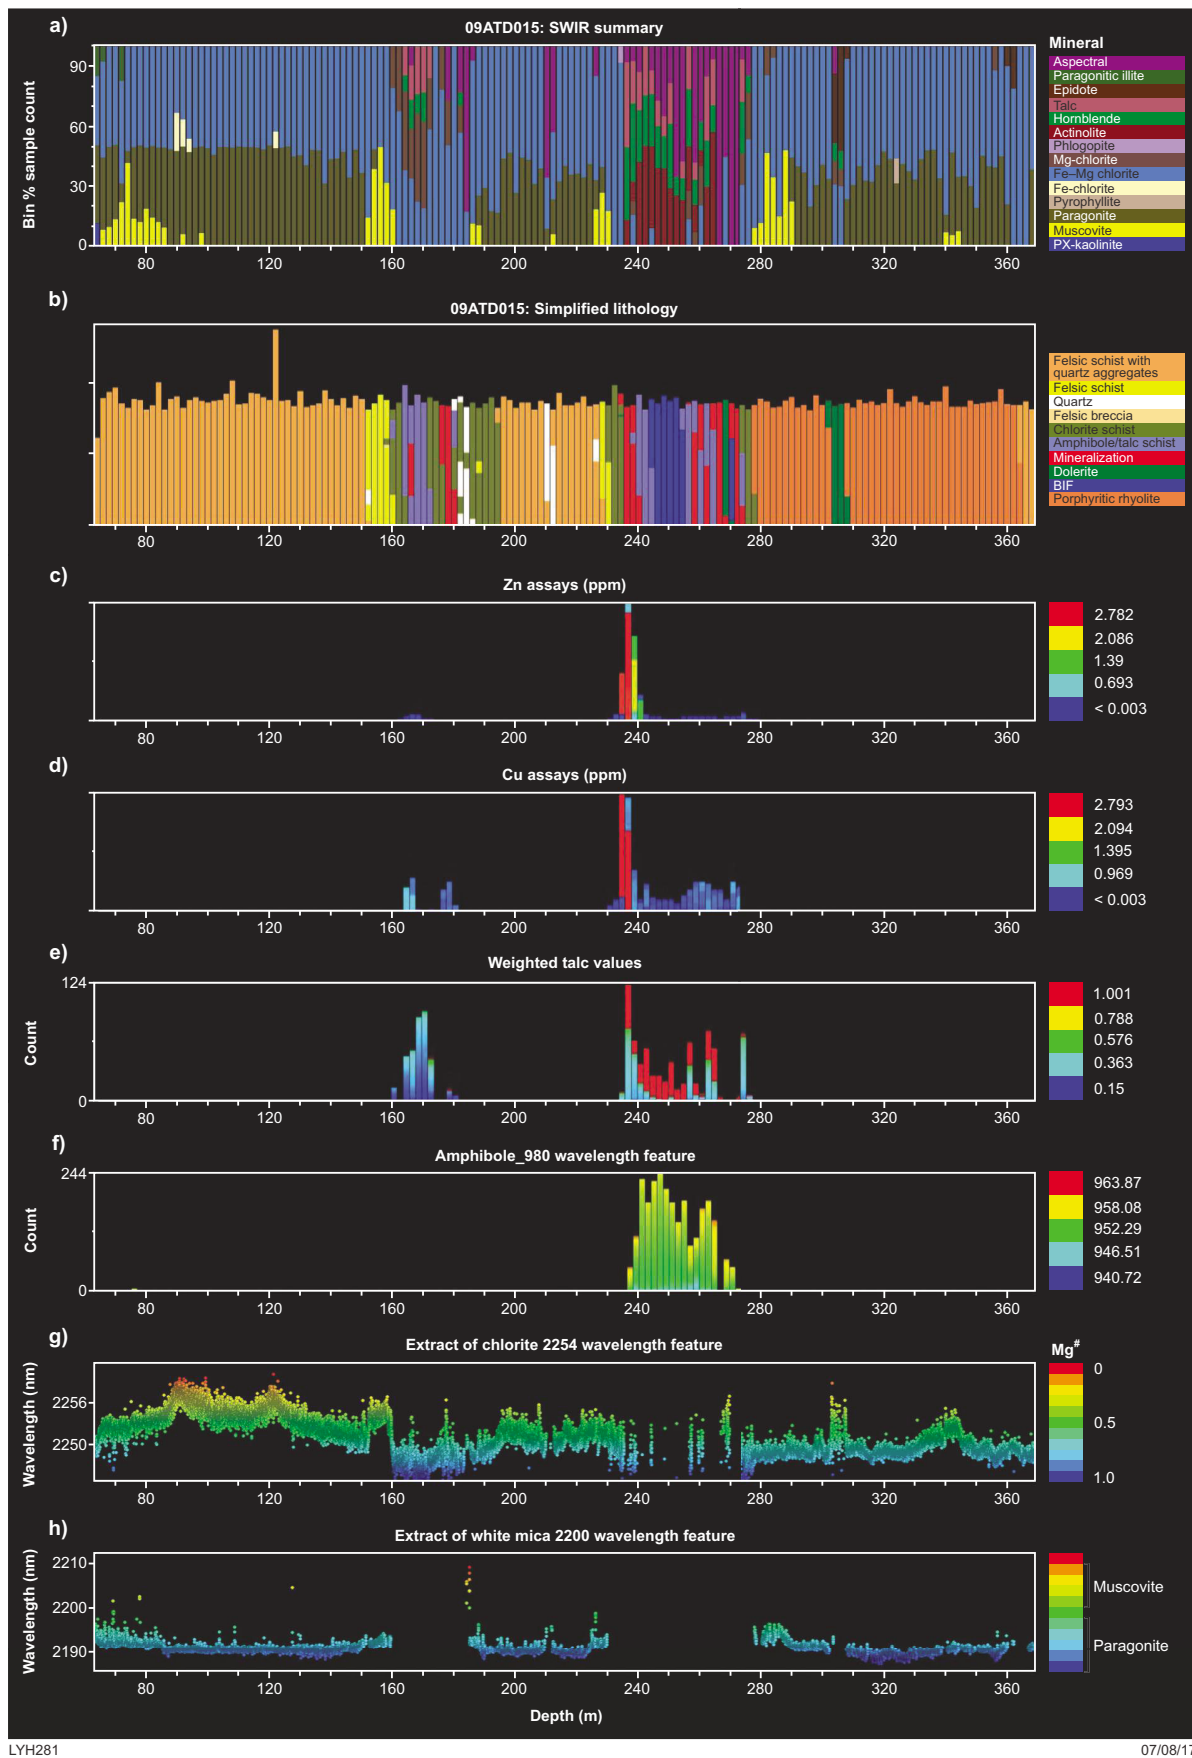 a)
09ATD015: SWIR summary
Bin % sample count
90
60
30
0
80 120 160 200 240 280 320 360
Mineral
Aspectral
Paragonitic illite
Epidote
Talc
Hornblende
Actinolite
Phlogopite
Mg-chlorite
Fe–Mg chlorite
Fe-chlorite
Pyrophyllite
Paragonite
Muscovite
PX-kaolinite
b)
09ATD015: Simplified lithology
80 120 160 200 240 280 320 360
Felsic schist with
quartz aggregates
Felsic schist
Quartz
Felsic breccia
Chlorite schist
Amphibole/talc schist
Mineralization
Dolerite
BIF
Porphyritic rhyolite
c)
Zn assays (ppm)
80 120 160 200 240 280 320 360
2.782
2.086
1.39
0.693
< 0.003
d)
Cu assays (ppm)
80 120 160 200 240 280 320 360
2.793
2.094
1.395
0.969
< 0.003
e)
Weighted talc values
Count
124
0
80 120 160 200 240 280 320 360
1.001
0.788
0.576
0.363
0.15
f)
Amphibole_980 wavelength feature
Count
244
0
80 120 160 200 240 280 320 360
963.87
958.08
952.29
946.51
940.72
g)
Extract of chlorite 2254 wavelength feature
Wavelength (nm)
2256
2250
80 120 160 200 240 280 320 360
Mg#
0
0.5
1.0
h)
Extract of white mica 2200 wavelength feature
Wavelength (nm)
2210
2200
2190
80 120 160 200 240 280 320 360
Depth (m)
Muscovite
Paragonite
LYH281
07/08/17